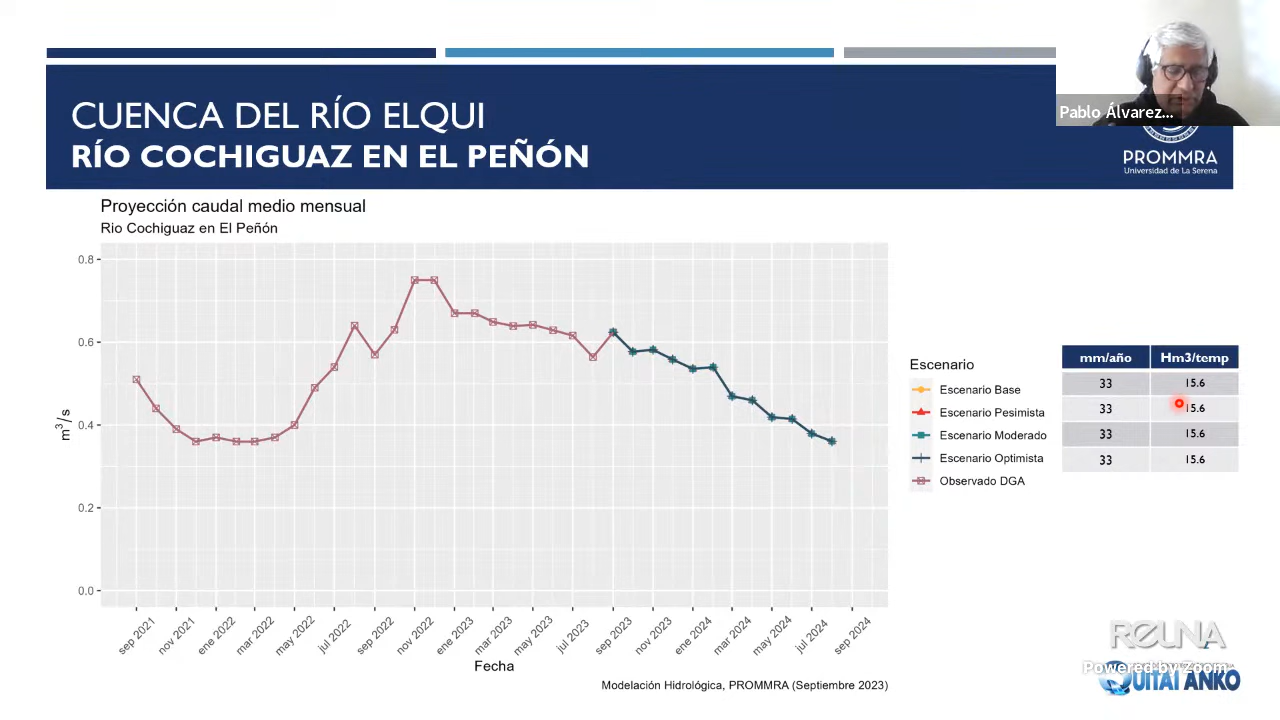 CUENCA DEL RÍO ELQUI
RÍO COCHIGUAZ EN EL PEÑÓN
Pablo Álvarez...
PROMMRA
Universidad de La Serena
Proyección caudal medio mensual
Rio Cochiguaz en El Peñón
m3/s
0.8
0.6
0.4
0.2
0.0
sep 2021
nov 2021
ene 2022
mar 2022
may 2022
jul 2022
sep 2022
nov 2022
ene 2023
mar 2023
may 2023
jul 2023
sep 2023
nov 2023
ene 2024
mar 2024
may 2024
jul 2024
sep 2024
Fecha
Modelación Hidrológica, PROMMRA (Septiembre 2023)
Escenario
Escenario Base
Escenario Pesimista
Escenario Moderado
Escenario Optimista
Observado DGA
mm/año Hm3/temp
33 15.6
33 15.6
33 15.6
33 15.6
REUNA
Powered by Zoom
QUITAI ANKO